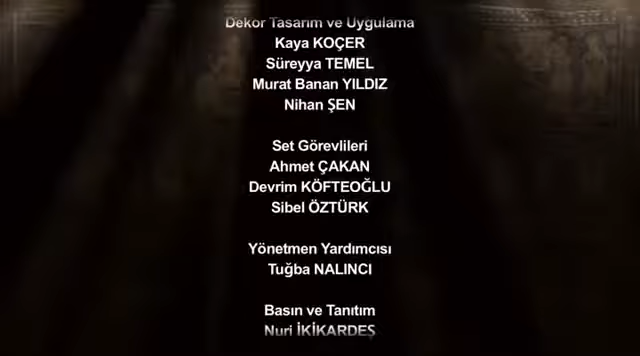 Dekor Tasarım ve Uygulama
Kaya KOÇER
Süreyya TEMEL
Murat Banan YILDIZ
Nihan ŞEN
Set Görevlileri
Ahmet ÇAKAN
Devrim KÖFTEOĞLU
Sibel ÖZTÜRK
Yönetmen Yardımcısı
Tuğba NALINCI
Basın ve Tanıtım
Nuri İKİKARDEŞ